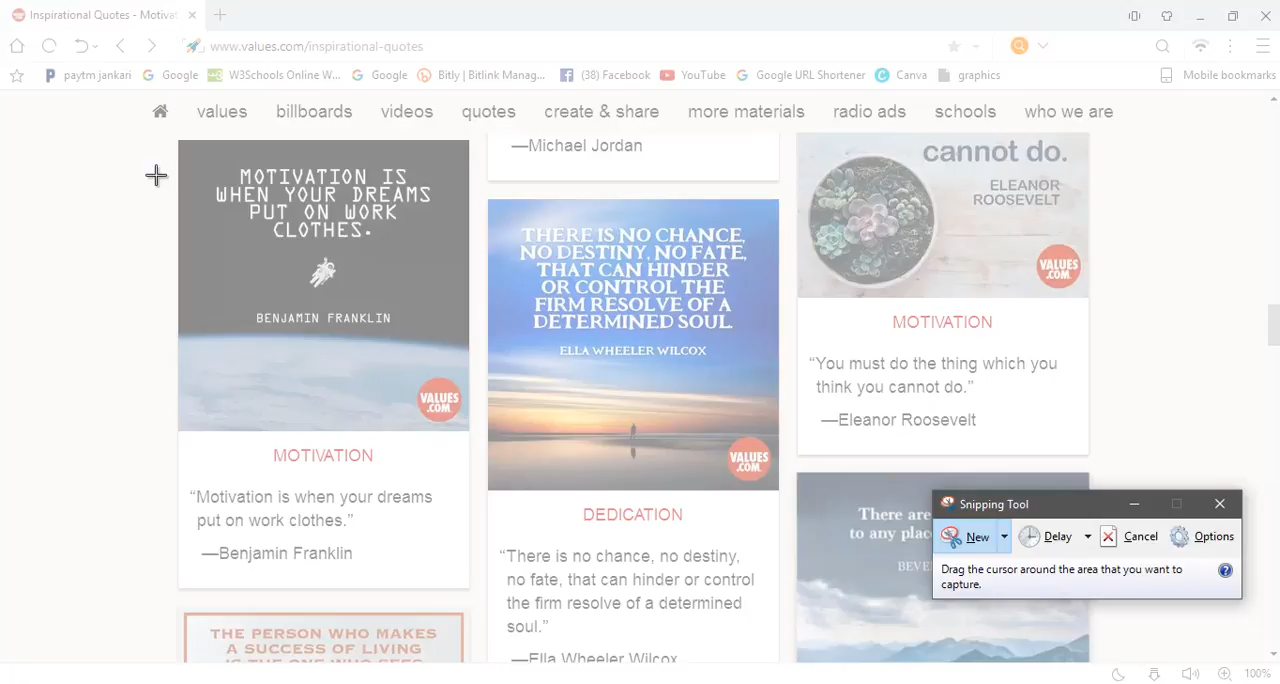 Inspirational Quotes - Motivat
www.values.com/inspirational-quotes
paytm jankari
Google
W3Schools Online W...
Google
Bitly | Bitlink Manag...
(38) Facebook
YouTube
Google URL Shortener
Canva
graphics
Mobile bookmarks
values
billboards
videos
quotes
create & share
more materials
radio ads
schools
who we are
MOTIVATION IS
WHEN YOUR DREAMS
PUT ON WORK
CLOTHES.
BENJAMIN FRANKLIN
VALUES
.COM
MOTIVATION
“Motivation is when your dreams
put on work clothes.”
—Benjamin Franklin
THE PERSON WHO MAKES
A SUCCESS OF LIVING
IS THE ONE WHO SEES
—Michael Jordan
THERE IS NO CHANCE,
NO DESTINY, NO FATE,
THAT CAN HINDER
OR CONTROL THE
FIRM RESOLVE OF A
DETERMINED SOUL.
ELLA WHEELER WILCOX
VALUES
.COM
DEDICATION
“There is no chance, no destiny,
no fate, that can hinder or control
the firm resolve of a determined
soul.”
—Ella Wheeler Wilcox
cannot do.
ELEANOR
ROOSEVELT
VALUES
.COM
MOTIVATION
“You must do the thing which you
think you cannot do.”
—Eleanor Roosevelt
There are
to any place
BEVE
Snipping Tool
New
Delay
Cancel
Options
Drag the cursor around the area that you want to
capture.
100%